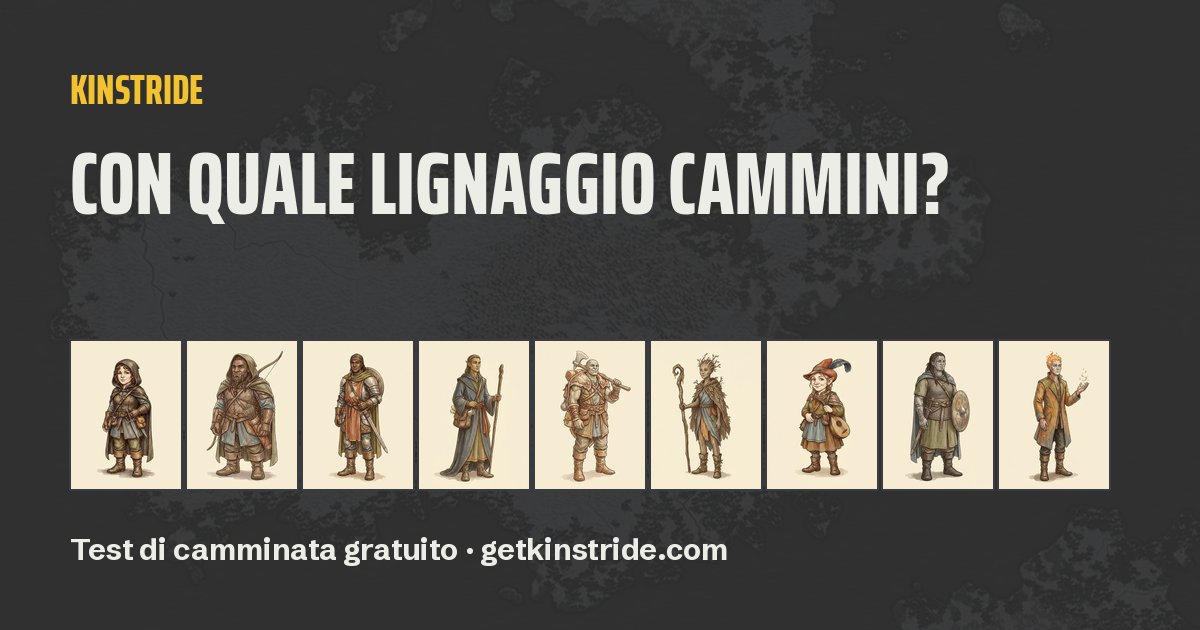 KINSTRIDE
CON QUALE LIGNAGGIO CAMMINI?
Test di camminata gratuito · getkinstride.com